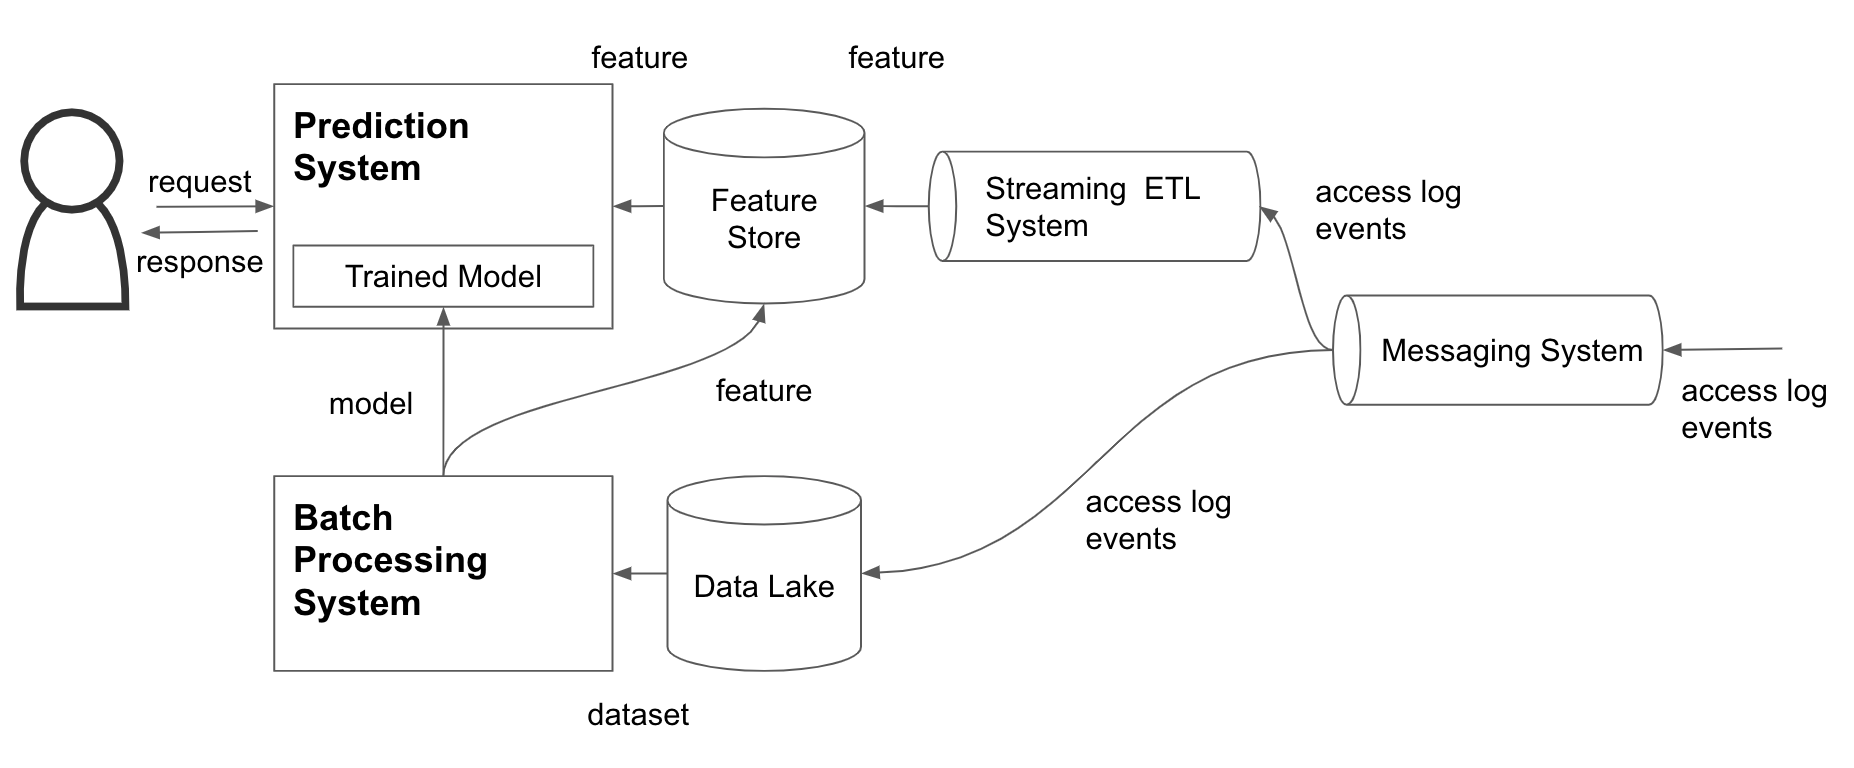 feature
feature
Prediction
System
request
response
Trained Model
Feature
Store
Streaming  ETL
System
access log
events
Messaging System
access log
events
model
feature
access log
events
Batch
Processing
System
Data Lake
dataset